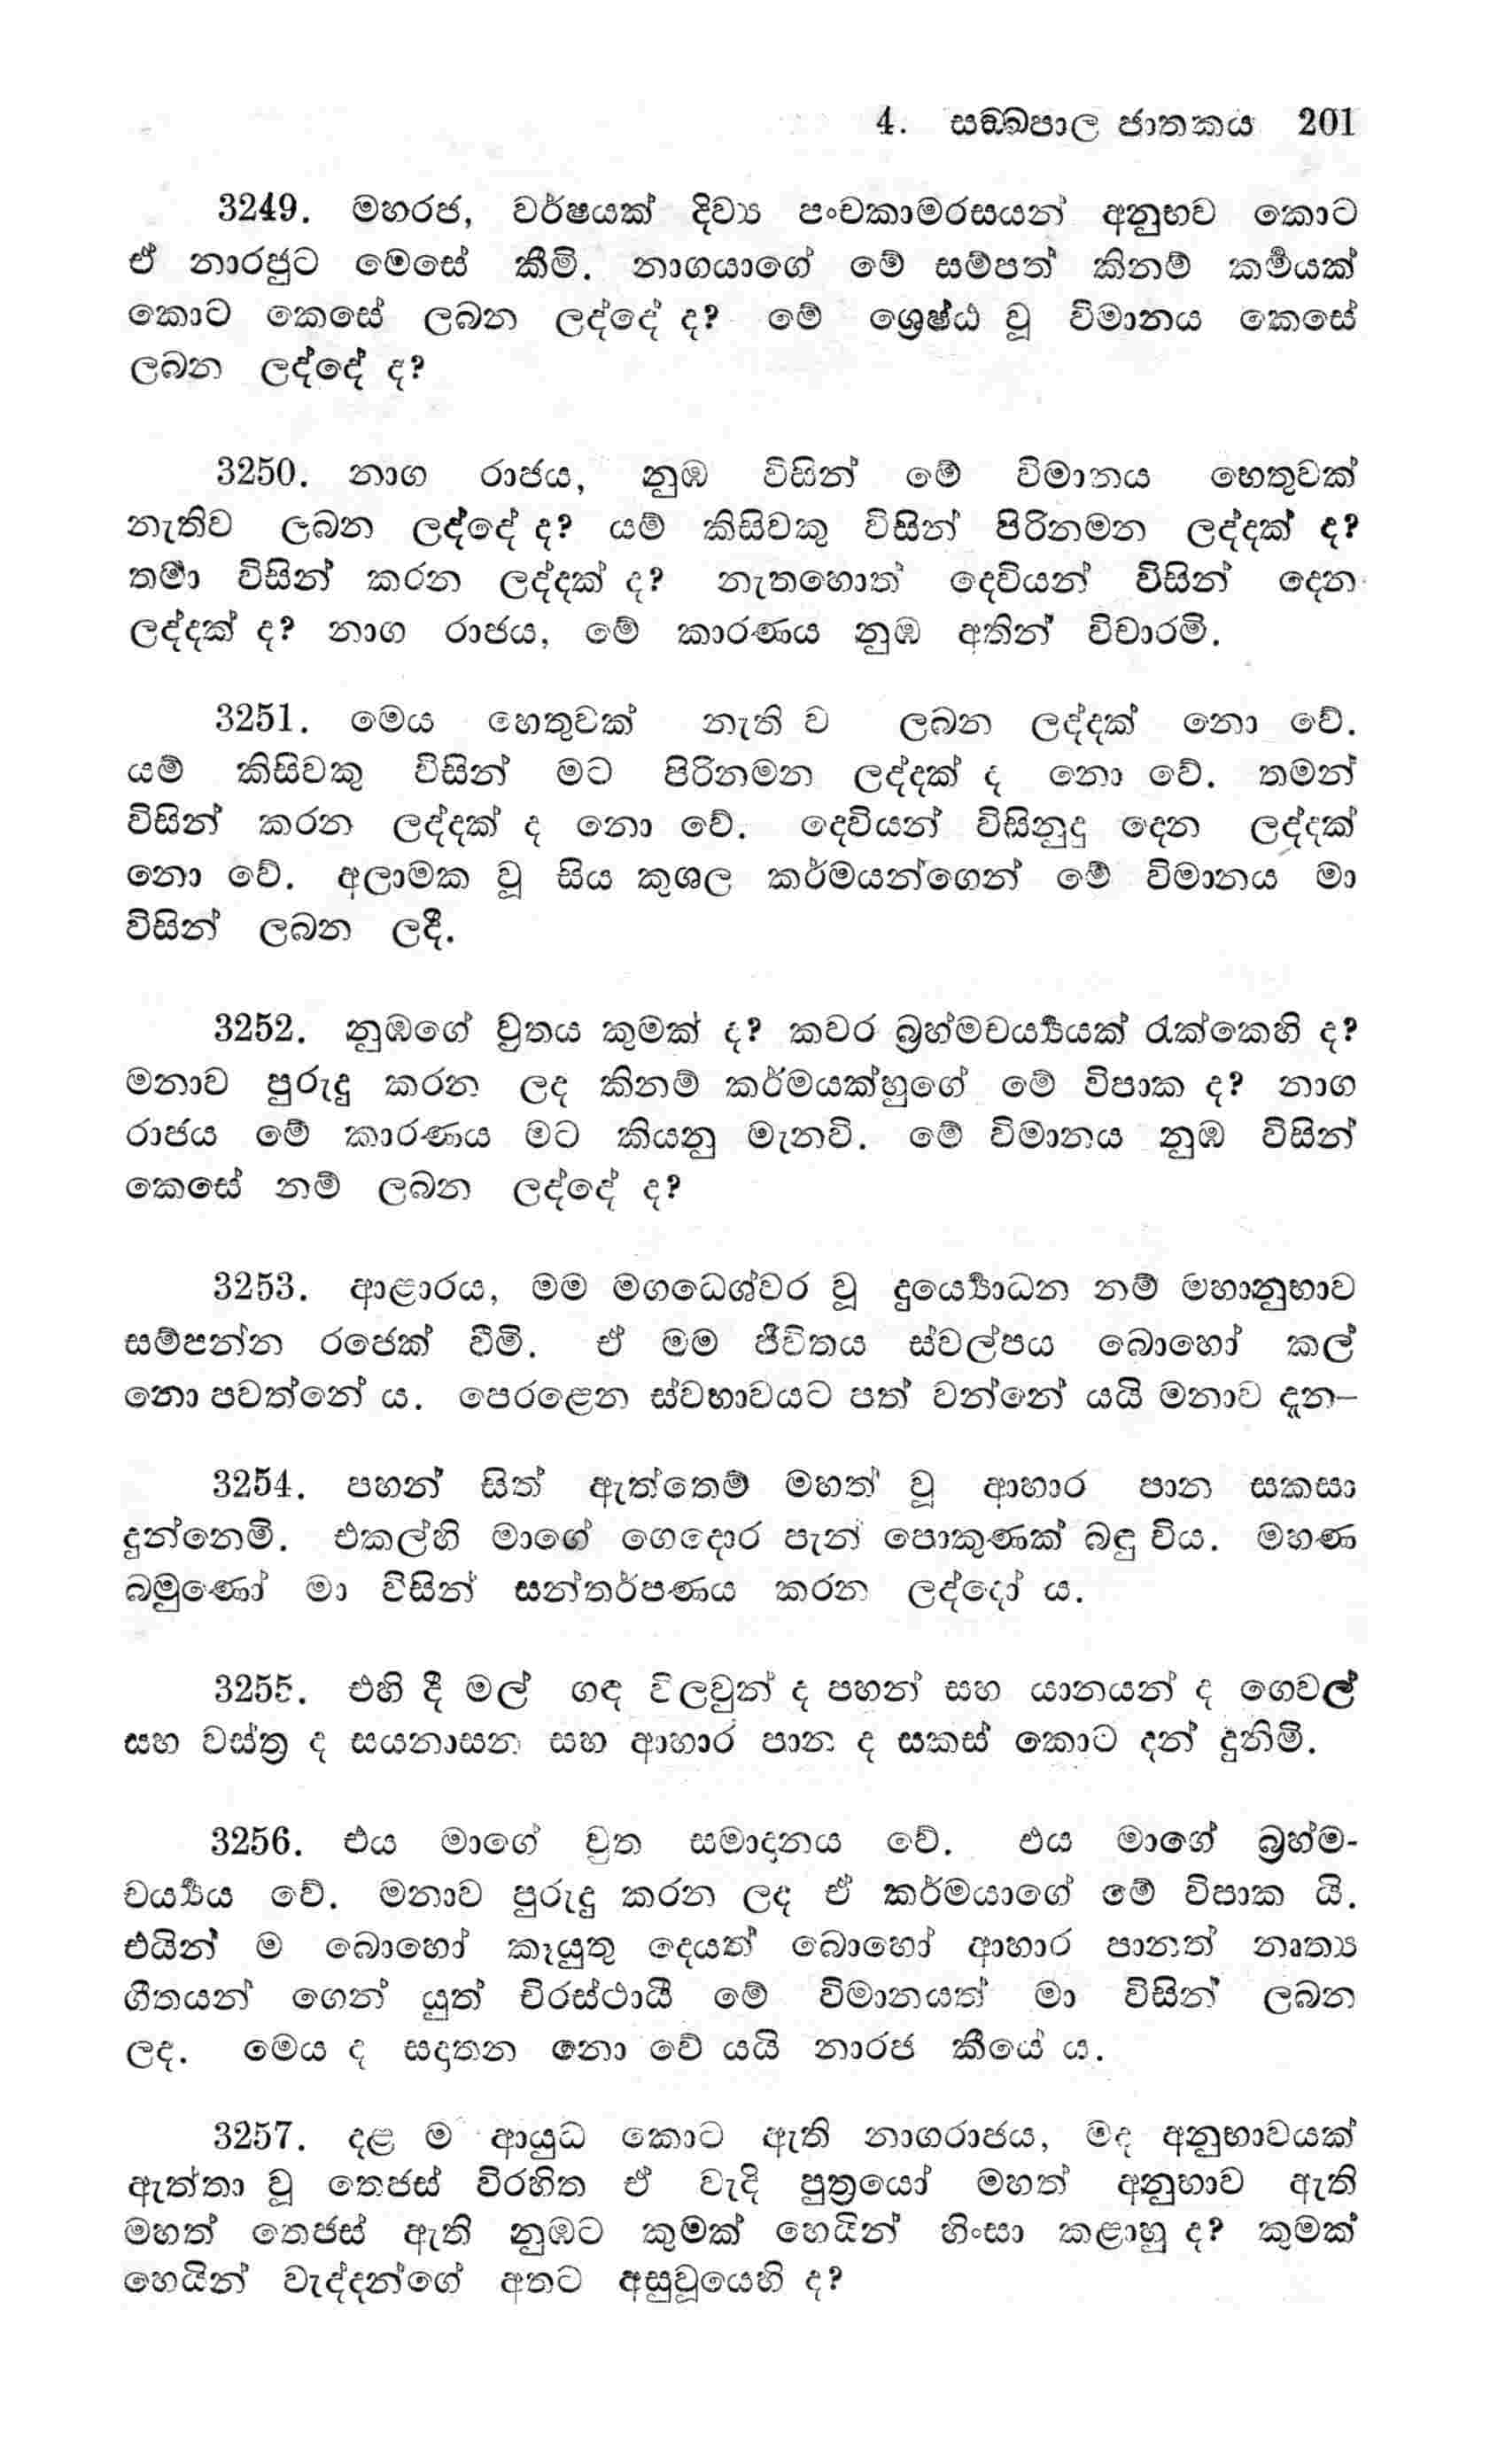 4. සඞ්ඛපාල ජාතකය 201
3249. මහරජ, වර්ෂයක් දිව්‍ය පංචකාමරසයන් අනුභව කොට
ඒ නාරජුට මෙසේ කීමි. නාගයාගේ මේ සම්පත් කිනම් කර්‍මයක්
කොට කෙසේ ලබන ලද්දේ ද? මේ ශ්‍රෙෂ්ඨ වූ විමානය කෙසේ
ලබන ලද්දේ ද?
3250. නාග රාජය, නුඹ විසින් මේ විමානය හෙතුවක්
නැතිව ලබන ලද්දේ ද? යම් කිසිවකු විසින් පිරිනමන ලද්දක් ද?
තමා විසින් කරන ලද්දක් ද? නැතහොත් දෙවියන් විසින් දෙන
ලද්දක් ද? නාග රාජය, මේ කාරණය නුඹ අතින් විචාරමි.
3251. මෙය හෙතුවක් නැති ව ලබන ලද්දක් නො වේ.
යම් කිසිවකු විසින් මට පිරිනමන ලද්දක් ද නො වේ. තමන්
විසින් කරන ලද්දක් ද නො වේ. දෙවියන් විසිනුදු දෙන ලද්දක්
නො වේ. අලාමක වූ සිය කුශල කර්මයන්ගෙන් මේ විමානය මා
විසින් ලබන ලදී.
3252. නුඹගේ ව්‍රතය කුමක් ද? කවර බ්‍රහ්මචර්‍ය්‍යයක් රැක්කෙහි ද?
මනාව පුරුදු කරන ලද කිනම් කර්මයක්හුගේ මේ විපාක ද? නාග
රාජය මේ කාරණය මට කියනු මැනවි. මේ විමානය නුඹ විසින්
කෙසේ නම් ලබන ලද්දේ ද?
3253. ආළාරය, මම මගධෙශ්වර වූ දුර්‍ය්‍යොධන නම් මහානුභාව
සම්පන්න රජෙක් වීමි. ඒ මම ජීවිතය ස්වල්පය බොහෝ කල්
නො පවත්නේ ය. පෙරළෙන ස්වභාවයට පත් වන්නේ යයි මනාව දැන–
3254. පහන් සිත් ඇත්තෙම් මහත් වූ ආහාර පාන සකසා
දුන්නෙමි. එකල්හි මාගේ ගෙදොර පැන් පොකුණක් බඳු විය. මහණ
බමුණෝ මා විසින් සන්තර්පණය කරන ලද්දෝ ය.
3255. එහි දී මල් ගඳ විලවුන් ද පහන් සහ යානයන් ද ගෙවල්
සහ වස්ත්‍ර ද සයනාසන සහ ආහාර පාන ද සකස් කොට දන් දුනිමි.
3256. එය මාගේ ව්‍රත සමාදානය වේ. එය මාගේ බ්‍රහ්ම-
චර්‍ය්‍යය වේ. මනාව පුරුදු කරන ලද ඒ කර්මයාගේ මේ විපාක යි.
එයින් ම බොහෝ කෑයුතු දෙයත් බොහෝ ආහාර පානත් නෘත්‍ය
ගීතයන් ගෙන් යුත් චිරස්ථායී මේ විමානයත් මා විසින් ලබන
ලද. මෙය ද සදාතන නො වේ යයි නාරජ කීයේ ය.
3257. දළ ම ආයුධ කොට ඇති නාගරාජය, මද අනුභාවයක්
ඇත්තා වූ තෙජස් විරහිත ඒ වැදි පුත්‍රයෝ මහත් අනුභාව ඇති
මහත් තෙජස් ඇති නුඹට කුමක් හෙයින් හිංසා කළාහු ද? කුමක්
හෙයින් වැද්දන්ගේ අතට අසුවූයෙහි ද?